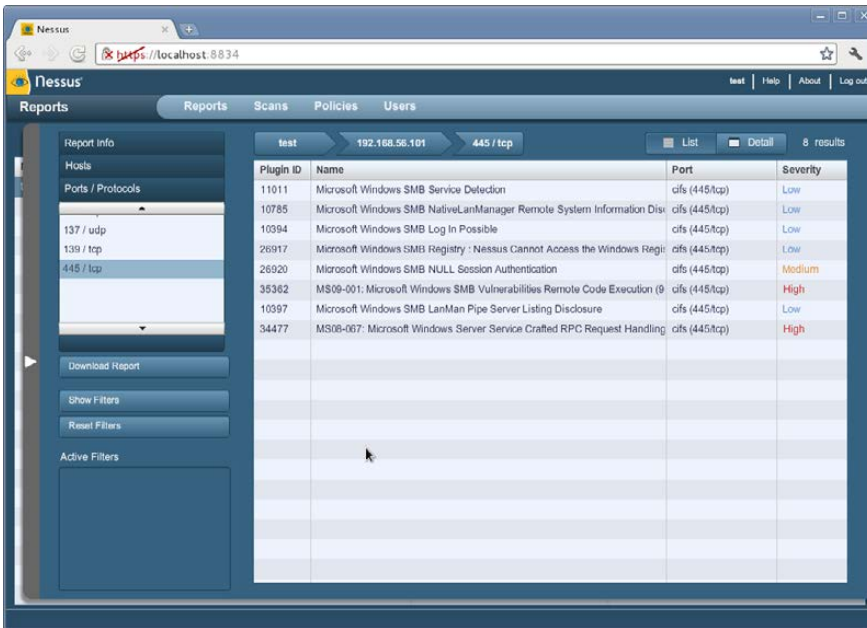 Nessus
https://localhost:8834
Nessus
test | Help | About | Log out
Reports
Reports Scans Policies Users
Report Info
Hosts
Ports / Protocols
137 / udp
139 / tcp
445 / tcp
Download Report
Show Filters
Reset Filters
Active Filters
test 192.168.56.101 445 / tcp List Detail 8 results
Plugin ID Name Port Severity
11011 Microsoft Windows SMB Service Detection cifs (445/tcp) Low
10785 Microsoft Windows SMB NativeLanManager Remote System Information Dis cifs (445/tcp) Low
10394 Microsoft Windows SMB Log In Possible cifs (445/tcp) Low
26917 Microsoft Windows SMB Registry : Nessus Cannot Access the Windows Regi cifs (445/tcp) Low
26920 Microsoft Windows SMB NULL Session Authentication cifs (445/tcp) Medium
35362 MS09-001: Microsoft Windows SMB Vulnerabilities Remote Code Execution (9 cifs (445/tcp) High
10397 Microsoft Windows SMB LanMan Pipe Server Listing Disclosure cifs (445/tcp) Low
34477 MS08-067: Microsoft Windows Server Service Crafted RPC Request Handling cifs (445/tcp) High